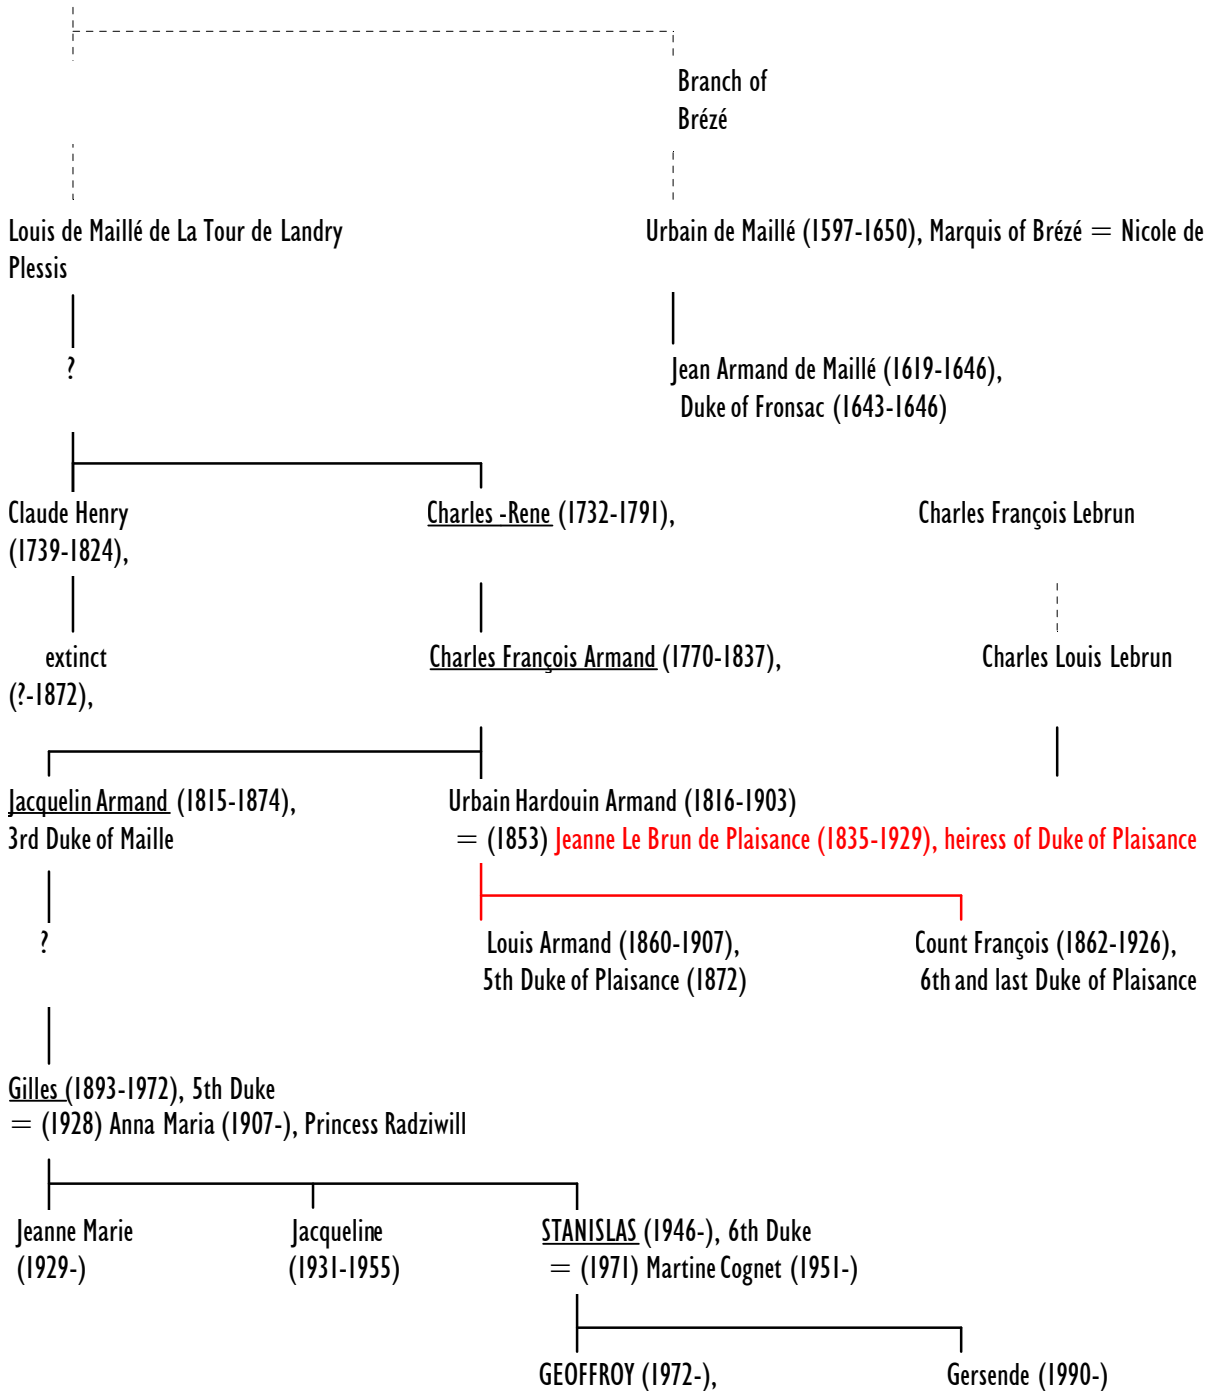 Branch of
Brézé
Louis de Maillé de La Tour de Landry
Urbain de Maillé (1597-1650), Marquis of Brézé = Nicole de
Plessis
?
Jean Armand de Maillé (1619-1646),
Duke of Fronsac (1643-1646)
Claude Henry
(1739-1824),
Charles -Rene (1732-1791),
Charles François Lebrun
extinct
(?-1872),
Charles François Armand (1770-1837),
Charles Louis Lebrun
Jacquelin Armand (1815-1874),
3rd Duke of Maille
Urbain Hardouin Armand (1816-1903)
= (1853) Jeanne Le Brun de Plaisance (1835-1929), heiress of Duke of Plaisance
?
Louis Armand (1860-1907),
5th Duke of Plaisance (1872)
Count François (1862-1926),
6th and last Duke of Plaisance
Gilles (1893-1972), 5th Duke
= (1928) Anna Maria (1907-), Princess Radziwill
Jeanne Marie
(1929-)
Jacqueline
(1931-1955)
STANISLAS (1946-), 6th Duke
= (1971) Martine Cognet (1951-)
GEOFFROY (1972-),
Gersende (1990-)